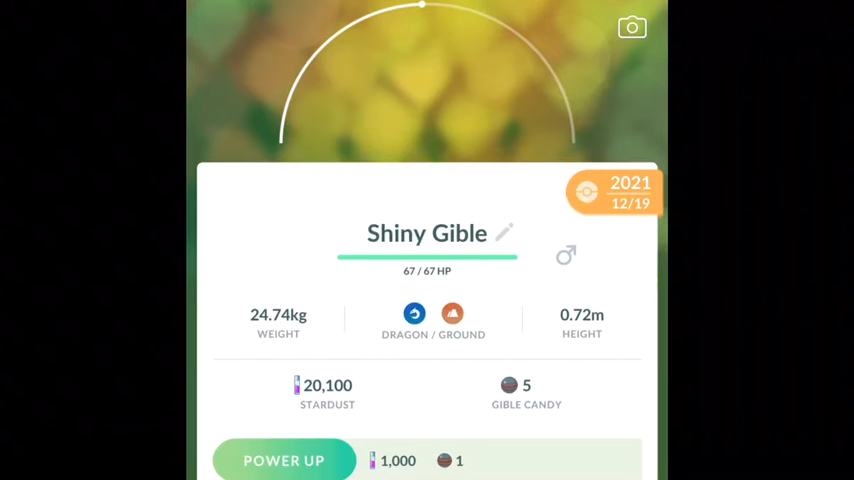 2021
12/19
Shiny Gible
67 / 67 HP
24.74kg
WEIGHT
DRAGON / GROUND
0.72m
HEIGHT
20,100
STARDUST
5
GIBLE CANDY
POWER UP 1,000 1